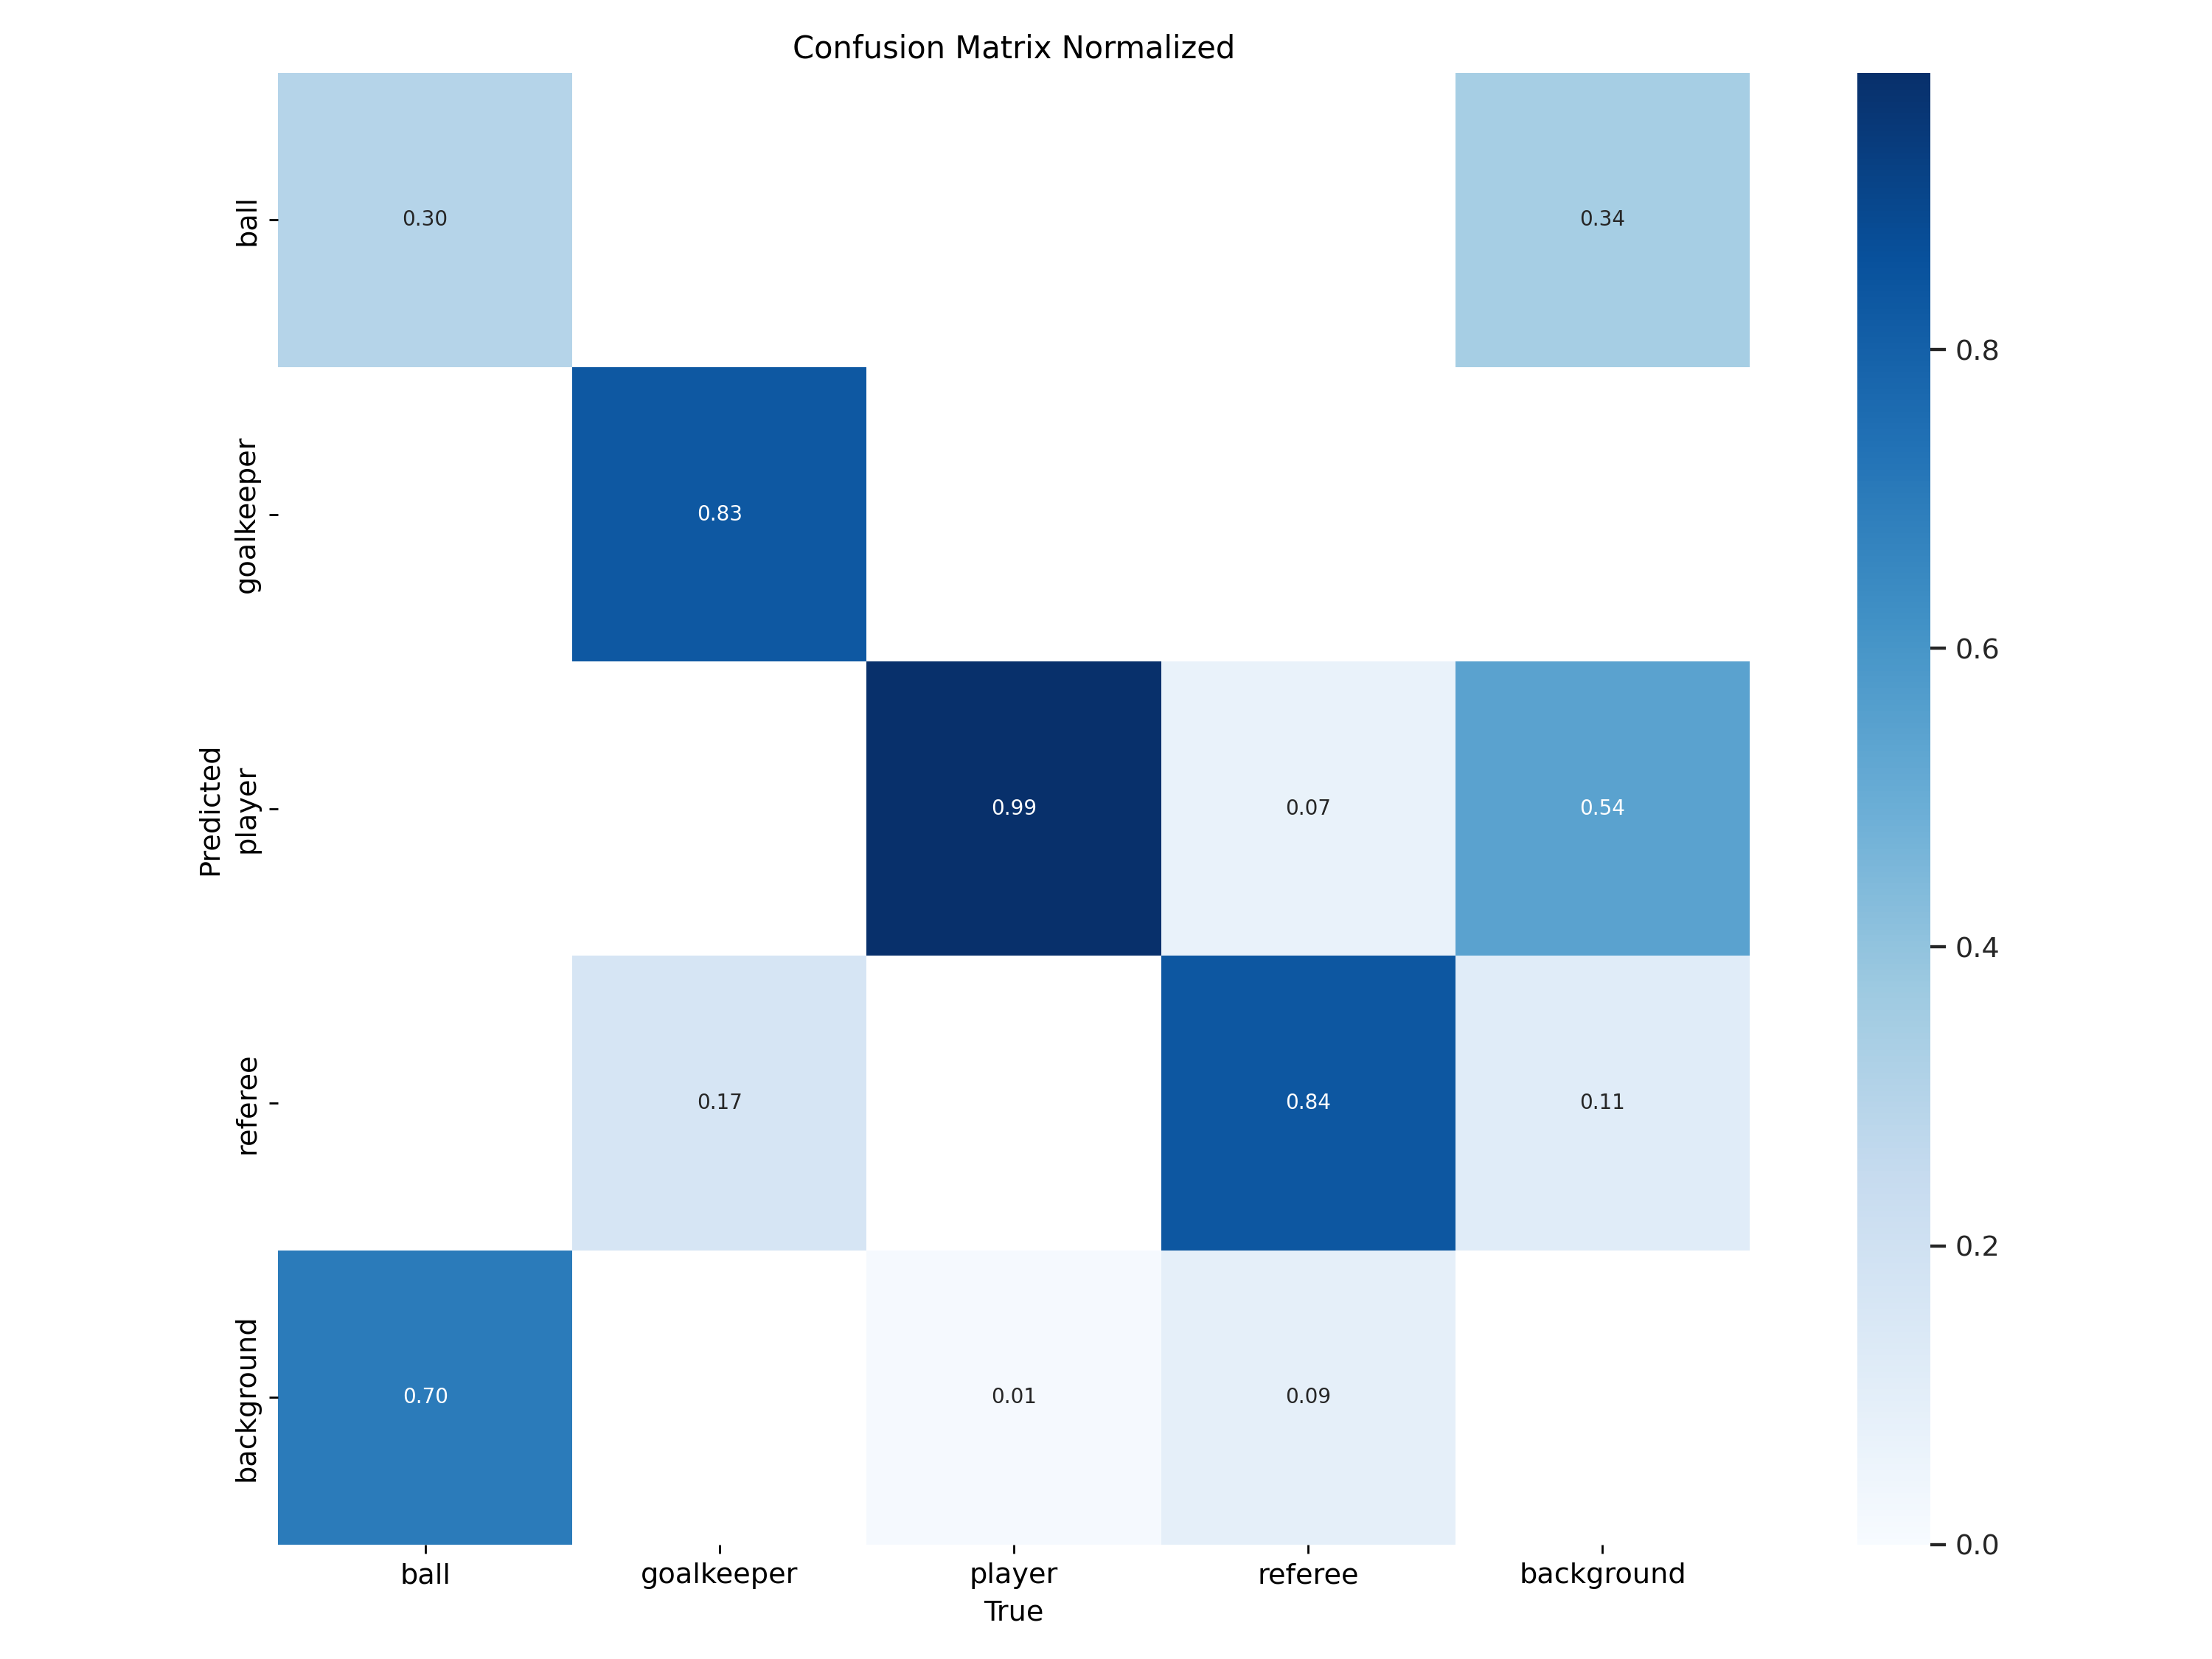 Confusion Matrix Normalized
ball
0.30
0.34
0.8
goalkeeper
0.83
0.6
Predicted
player
0.99
0.07
0.54
0.4
referee
0.17
0.84
0.11
0.2
background
0.70
0.01
0.09
0.0
ball
goalkeeper
player
referee
background
True